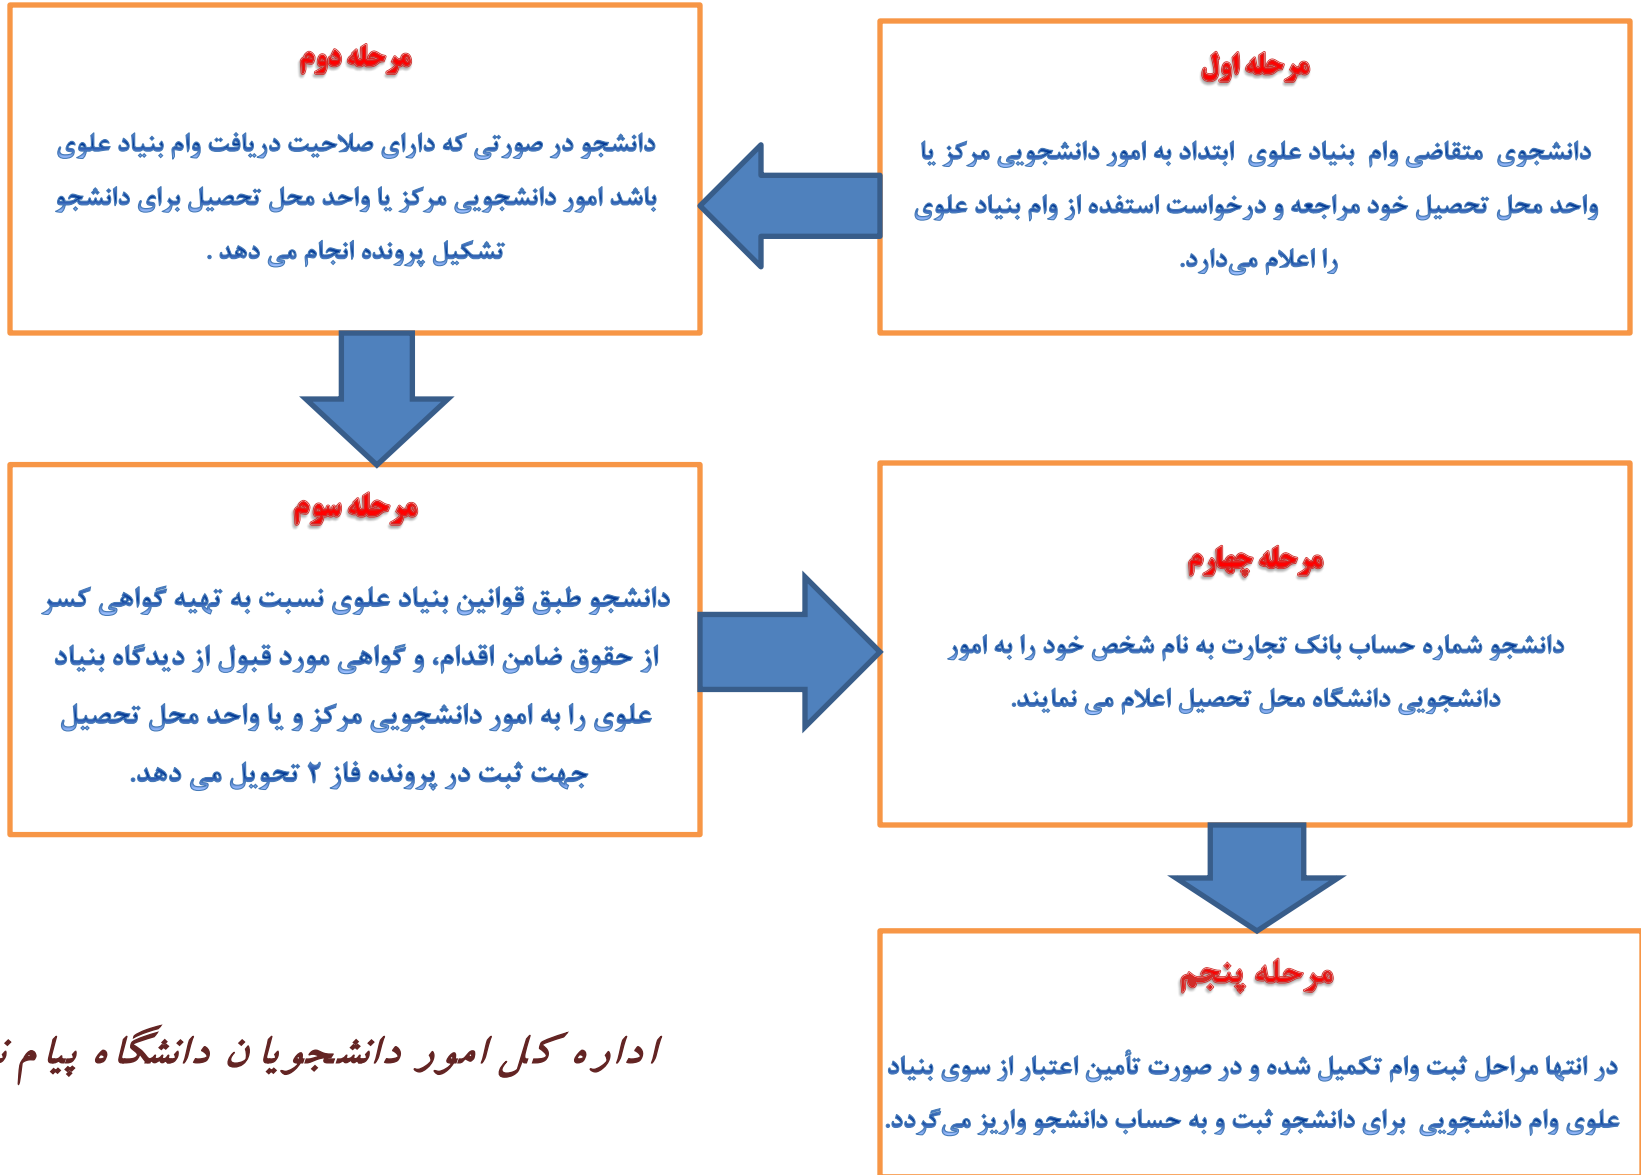 مرحله اول
دانشجوی متقاضی وام بنیاد علوی ابتداد به امور دانشجویی مرکز یا
واحد محل تحصیل خود مراجعه و درخواست استفده از وام بنیاد علوی
را اعلام می‌دارد.
مرحله دوم
دانشجو در صورتی که دارای صلاحیت دریافت وام بنیاد علوی
باشد امور دانشجویی مرکز یا واحد محل تحصیل برای دانشجو
تشکیل پرونده انجام می دهد .
مرحله سوم
دانشجو طبق قوانین بنیاد علوی نسبت به تهیه گواهی کسر
از حقوق ضامن اقدام، و گواهی مورد قبول از دیدگاه بنیاد
علوی را به امور دانشجویی مرکز و یا واحد محل تحصیل
جهت ثبت در پرونده فاز ۲ تحویل می دهد.
مرحله چهارم
دانشجو شماره حساب بانک تجارت به نام شخص خود را به امور
دانشجویی دانشگاه محل تحصیل اعلام می نمایند.
مرحله پنجم
در انتها مراحل ثبت وام تکمیل شده و در صورت تأمین اعتبار از سوی بنیاد
علوی وام دانشجویی برای دانشجو ثبت و به حساب دانشجو واریز می‌گردد.
اداره کل امور دانشجویان دانشگاه پیام